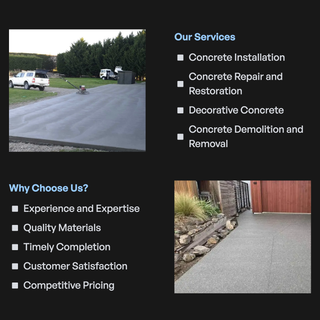 Our Services
Concrete Installation
Concrete Repair and
Restoration
Decorative Concrete
Concrete Demolition and
Removal
Why Choose Us?
Experience and Expertise
Quality Materials
Timely Completion
Customer Satisfaction
Competitive Pricing